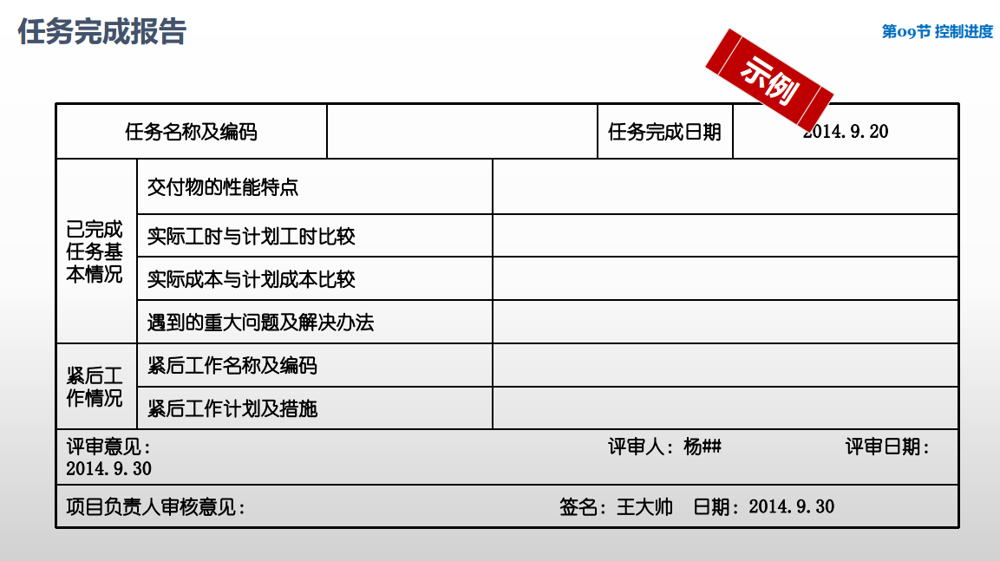 任务完成报告
第09节 控制进度
示例
任务名称及编码
任务完成日期
2014.9.20
已完成
任务基
本情况
交付物的性能特点
实际工时与计划工时比较
实际成本与计划成本比较
遇到的重大问题及解决办法
紧后工
作情况
紧后工作名称及编码
紧后工作计划及措施
评审意见： 评审人：杨## 评审日期：
2014.9.30
项目负责人审核意见： 签名：王大帅 日期：2014.9.30